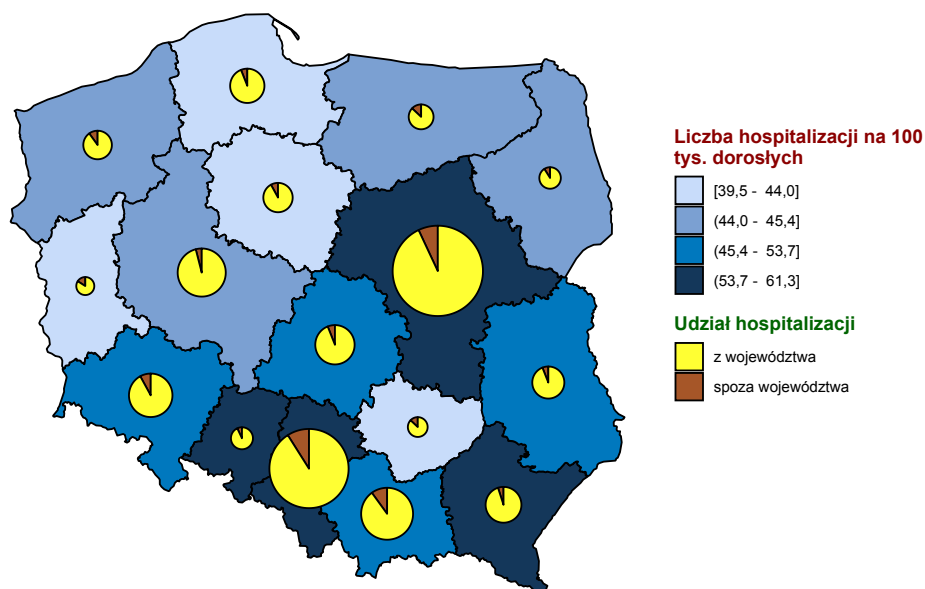 Liczba hospitalizacji na 100
tys. dorosłych
[39,5 - 44,0]
(44,0 - 45,4]
(45,4 - 53,7]
(53,7 - 61,3]
Udział hospitalizacji
z województwa
spoza województwa